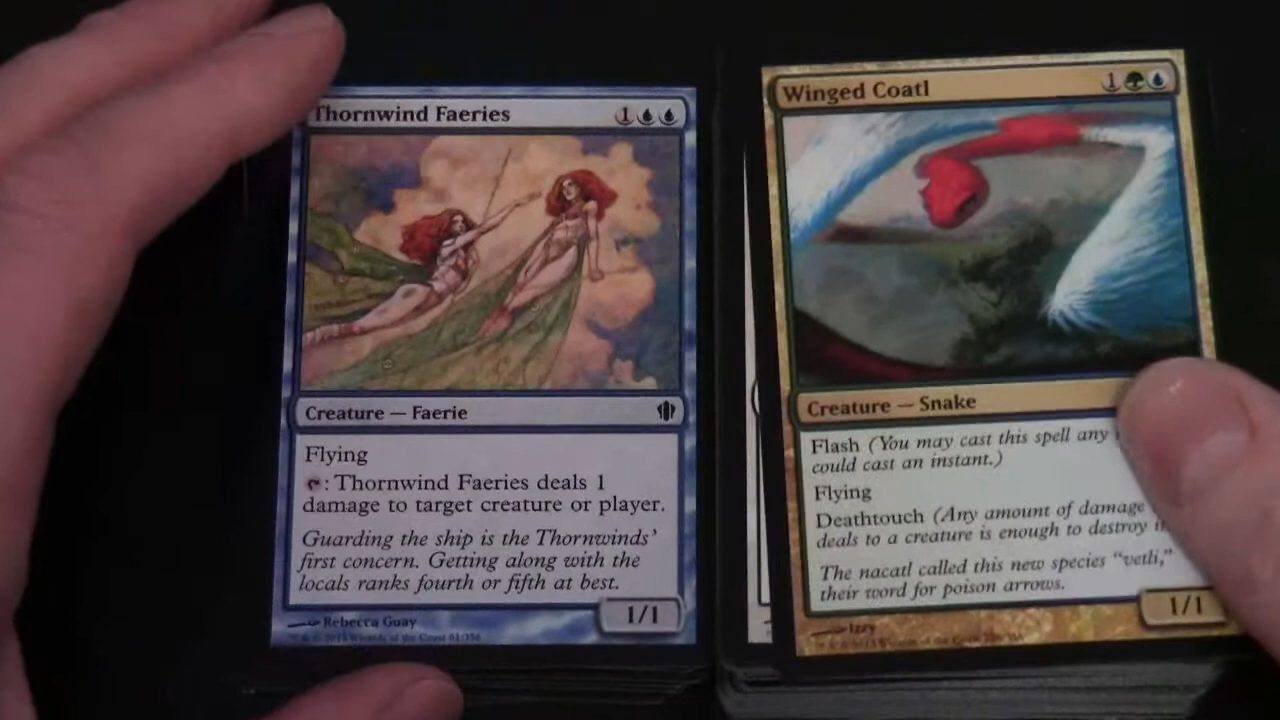 Thornwind Faeries 1
Creature — Faerie
Flying
: Thornwind Faeries deals 1
damage to target creature or player.
Guarding the ship is the Thornwinds'
first concern. Getting along with the
locals ranks fourth or fifth at best.
1/1
Rebecca Guay
Winged Coatl 1
Creature — Snake
Flash (You may cast this spell any
could cast an instant.)
Flying
Deathtouch (Any amount of damage
deals to a creature is enough to destroy
The nacatl called this new species "vetli,"
their word for poison arrows.
1/1
Izzy